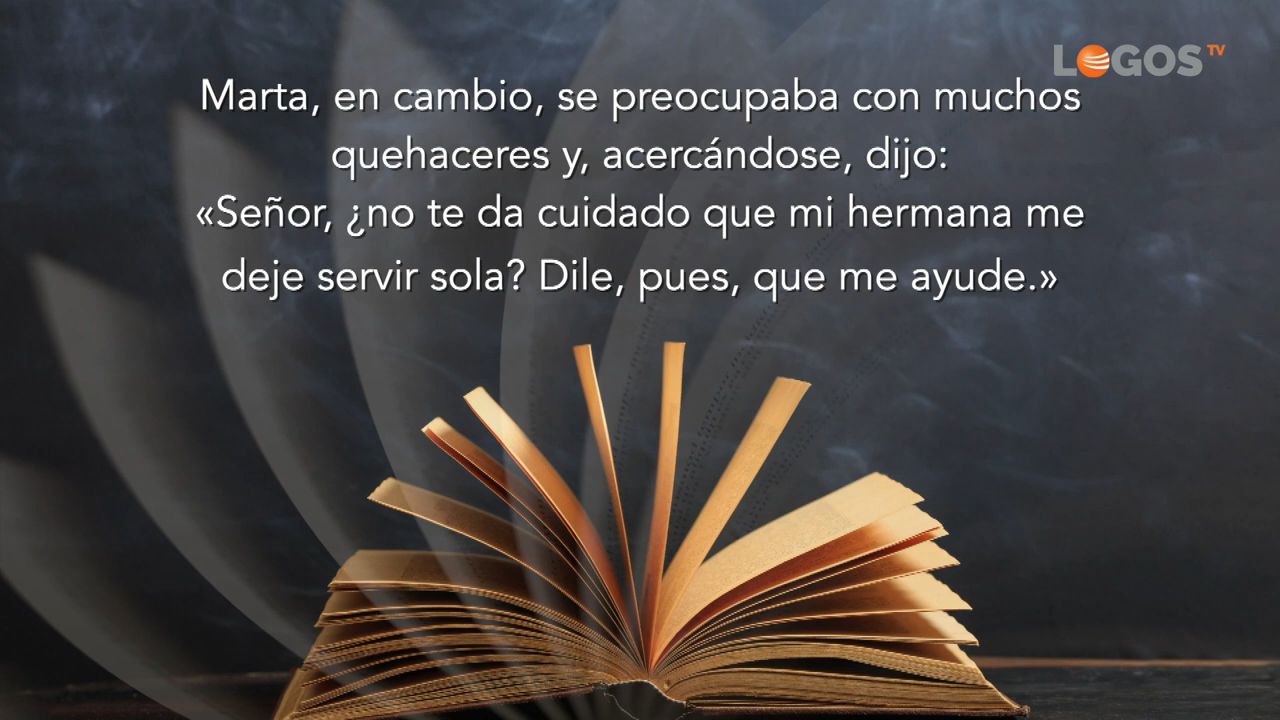 LOGOS TV
Marta, en cambio, se preocupaba con muchos
quehaceres y, acercándose, dijo:
«Señor, ¿no te da cuidado que mi hermana me
deje servir sola? Dile, pues, que me ayude.»